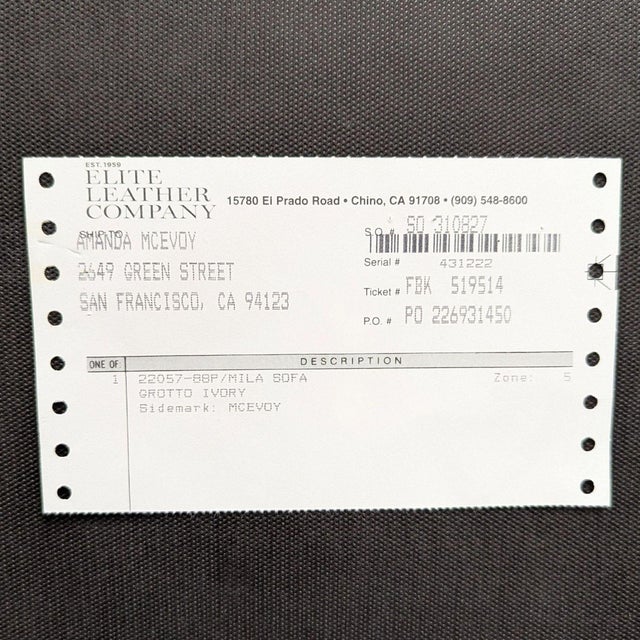 EST. 1959
ELITE
LEATHER
COMPANY
15780 El Prado Road • Chino, CA 91708 • (909) 548-8600
SHIP TO
AMANDA MCEVOY
2649 GREEN STREET
SAN FRANCISCO, CA 94123
S.O. # SO 310827
Serial # 431222
Ticket # FBK 519514
P.O. # PO 226931450
ONE OF DESCRIPTION
1 22057-88P/MILA SOFA Zone: 5
GROTTO IVORY
Sidemark: MCEVOY